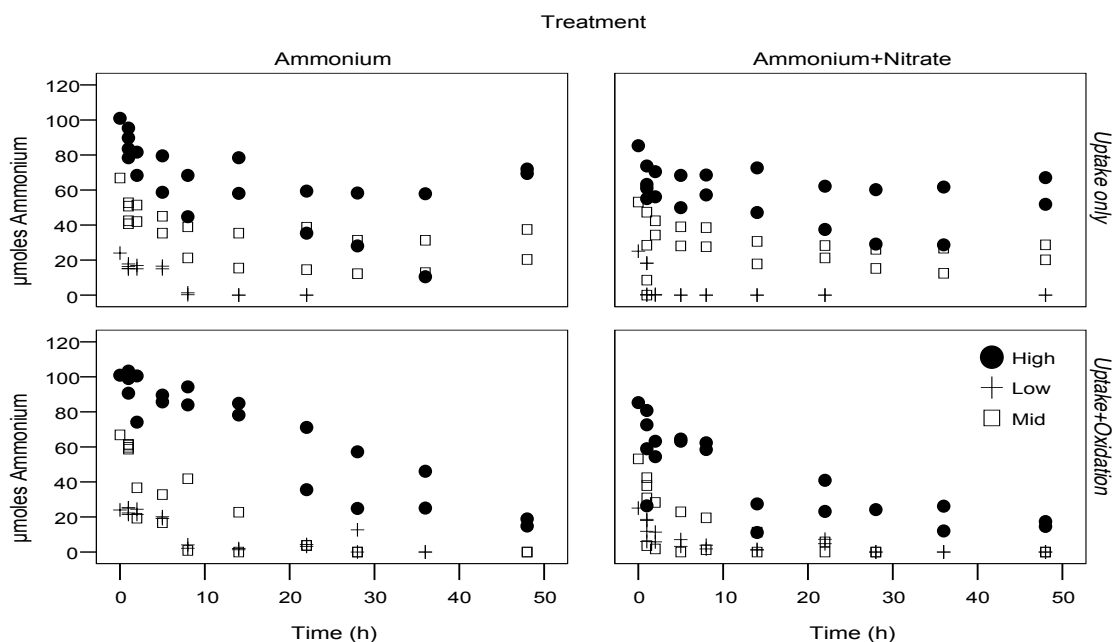 Treatment
Ammonium
Ammonium+Nitrate
µmoles Ammonium
120
100
80
60
40
20
0
Uptake only
µmoles Ammonium
120
100
80
60
40
20
0
High
Low
Mid
Uptake+Oxidation
0 10 20 30 40 50
0 10 20 30 40 50
Time (h)
Time (h)